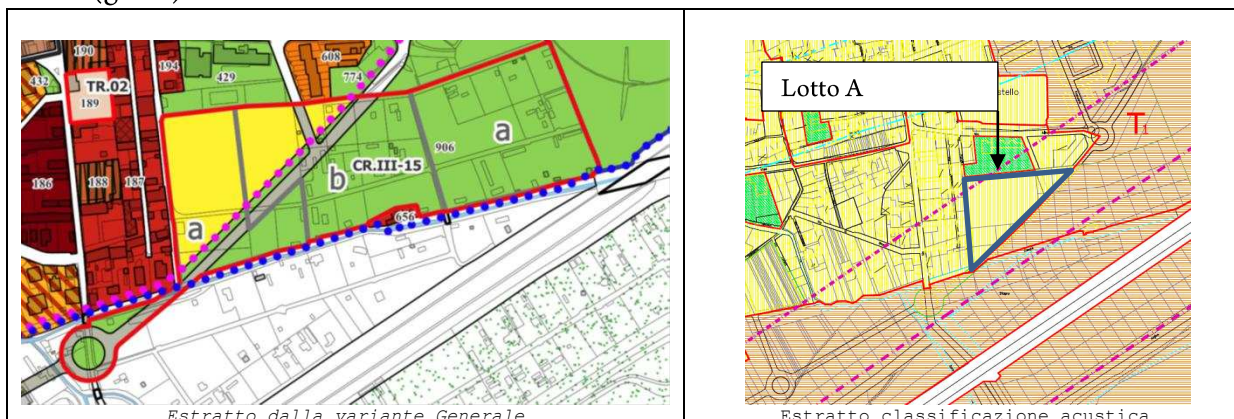 190
194
608
429
774
432
TR.02
189
a
CR.III-15
906
b
186
188
187
a
656
Estratto dalla variante Generale
Lotto A
tello
T1
Estratto classificazione acustica